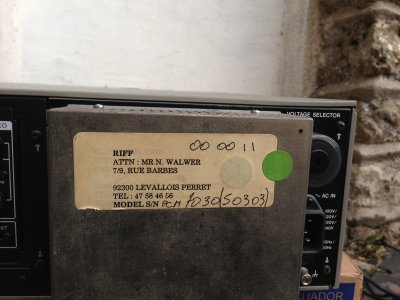 00 00 11
RIFF
ATTN : MR N. WALWER
7/9, RUE BARBES
92300 LEVALLOIS PERRET
TEL : 47 58 46 56
MODEL S/N PCM 7030 (50303)
VOLTAGE SELECTOR
~ AC IN